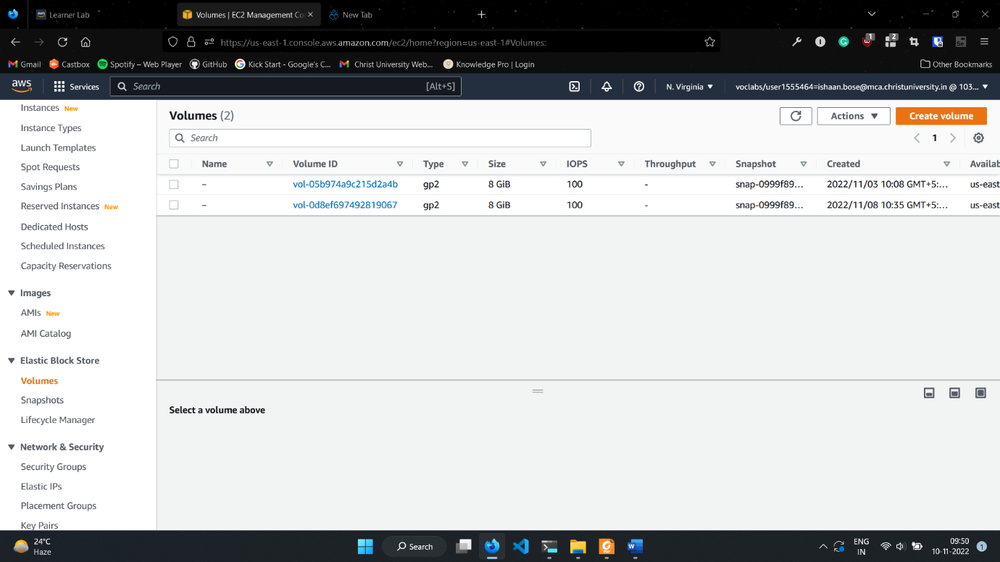 Learner Lab
Volumes | EC2 Management Co
New Tab
https://us-east-1.console.aws.amazon.com/ec2/home?region=us-east-1#Volumes:
1
2
Gmail
Castbox
Spotify – Web Player
GitHub
Kick Start - Google's C...
Christ University Web...
Knowledge Pro | Login
Other Bookmarks
aws
Services
Search
[Alt+S]
N. Virginia
voclabs/user1555464=ishaan.bose@mca.christuniversity.in @ 103...
Instances New
Instance Types
Launch Templates
Spot Requests
Savings Plans
Reserved Instances New
Dedicated Hosts
Scheduled Instances
Capacity Reservations
Images
AMIs New
AMI Catalog
Elastic Block Store
Volumes
Snapshots
Lifecycle Manager
Network & Security
Security Groups
Elastic IPs
Placement Groups
Key Pairs
Volumes (2)
Actions
Create volume
Search
1
Name Volume ID Type Size IOPS Throughput Snapshot Created Availab
– vol-05b974a9c215d2a4b gp2 8 GiB 100 - snap-0999f89... 2022/11/03 10:08 GMT+5:... us-east
– vol-0d8ef697492819067 gp2 8 GiB 100 - snap-0999f89... 2022/11/08 10:35 GMT+5:... us-east
Select a volume above
24°C
Haze
Search
ENG
IN
09:50
10-11-2022
1